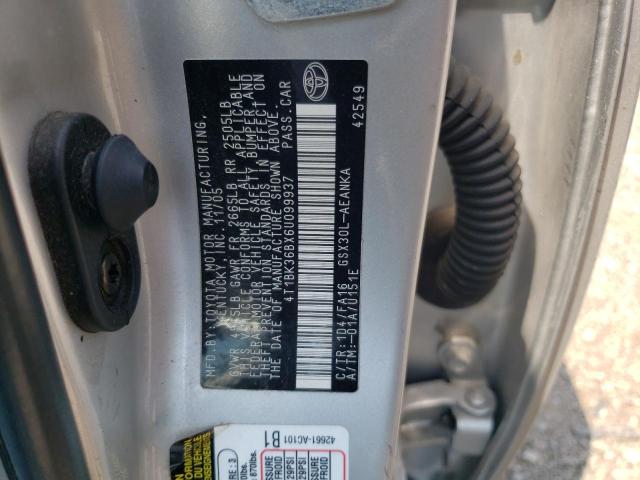 MFD.BY:TOYOTA MOTOR MANUFACTURING,
KENTUCKY, INC. 11/05
GAWR FR 2665LB RR 2505LB
THIS VEHICLE CONFORMS TO ALL APPLICABLE
FEDERAL MOTOR VEHICLE SAFETY BUMPER, AND
THEFT PREVENTION STANDARDS IN EFFECT ON
THE DATE OF MANUFACTURE SHOWN ABOVE.
4T1BK36BX6U099937 PASS.CAR
C/TR:1D4/FA16
A/TM:-01A/U151E
GSX30L-AEANKA
42549
42661-AC101
B1